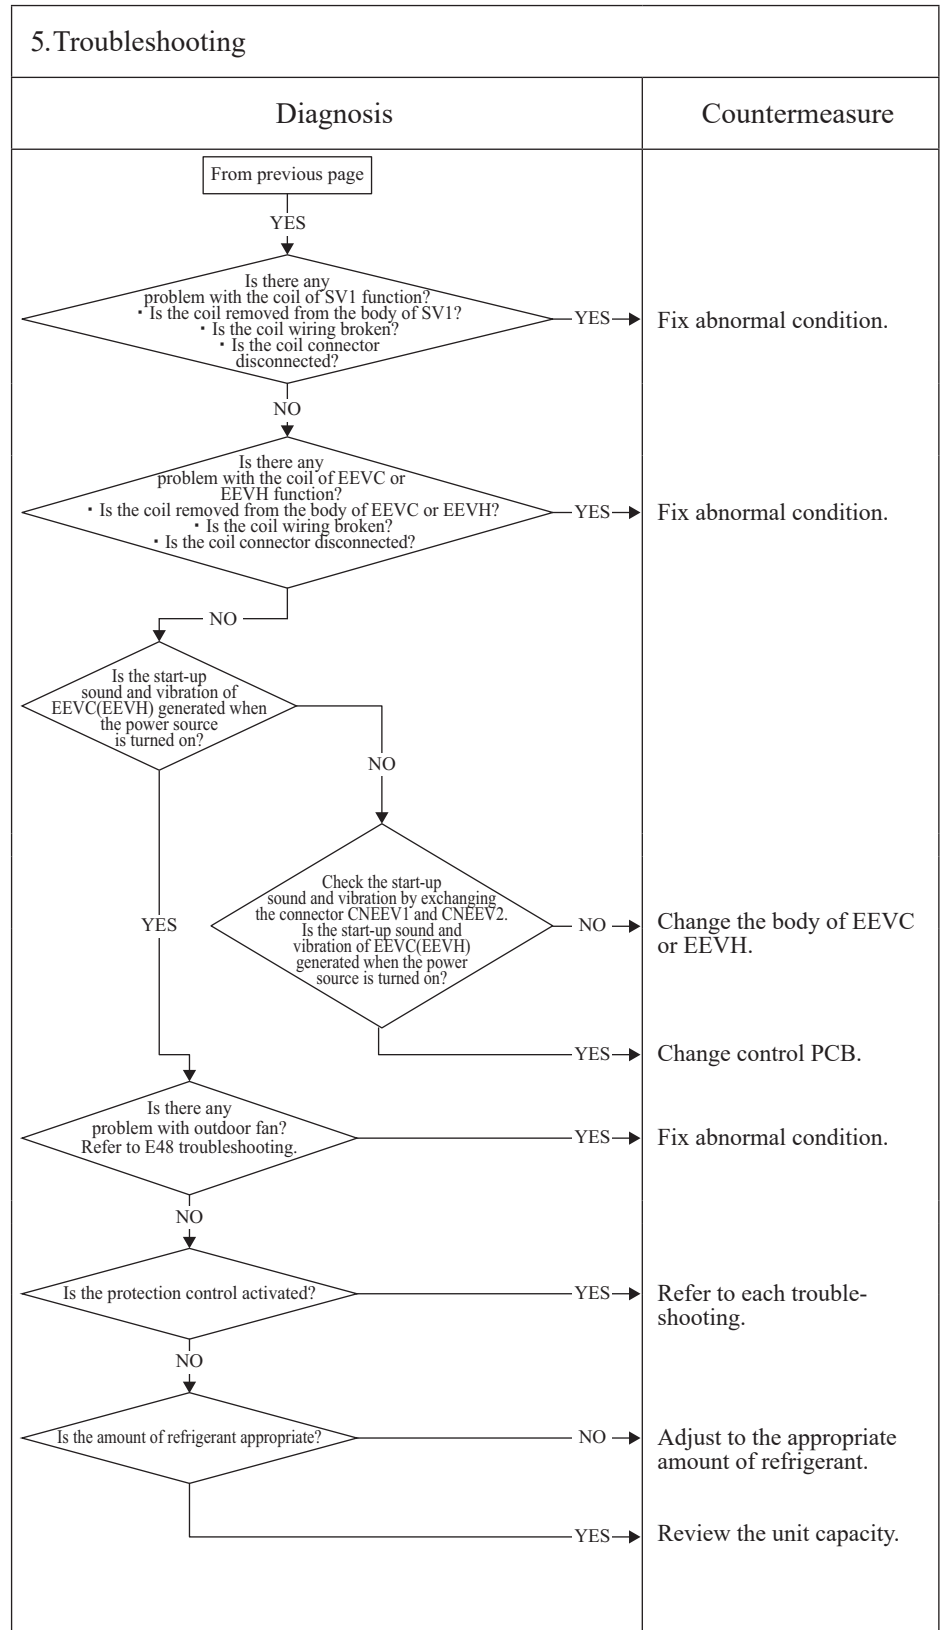 5.Troubleshooting
Diagnosis
Countermeasure
From previous page
YES
Is there any
problem with the coil of SV1 function?
・Is the coil removed from the body of SV1?
・Is the coil wiring broken?
・Is the coil connector
disconnected?
YES
Fix abnormal condition.
NO
Is there any
problem with the coil of EEVC or
EEVH function?
・Is the coil removed from the body of EEVC or EEVH?
・Is the coil wiring broken?
・Is the coil connector disconnected?
YES
Fix abnormal condition.
NO
Is the start-up
sound and vibration of
EEVC(EEVH) generated when
the power source
is turned on?
NO
Check the start-up
sound and vibration by exchanging
the connector CNEEV1 and CNEEV2.
Is the start-up sound and
vibration of EEVC(EEVH)
generated when the power
source is turned on?
NO
Change the body of EEVC
or EEVH.
YES
YES
Change control PCB.
Is there any
problem with outdoor fan?
Refer to E48 troubleshooting.
YES
Fix abnormal condition.
NO
Is the protection control activated?
YES
Refer to each trouble-
shooting.
NO
Is the amount of refrigerant appropriate?
NO
Adjust to the appropriate
amount of refrigerant.
YES
Review the unit capacity.